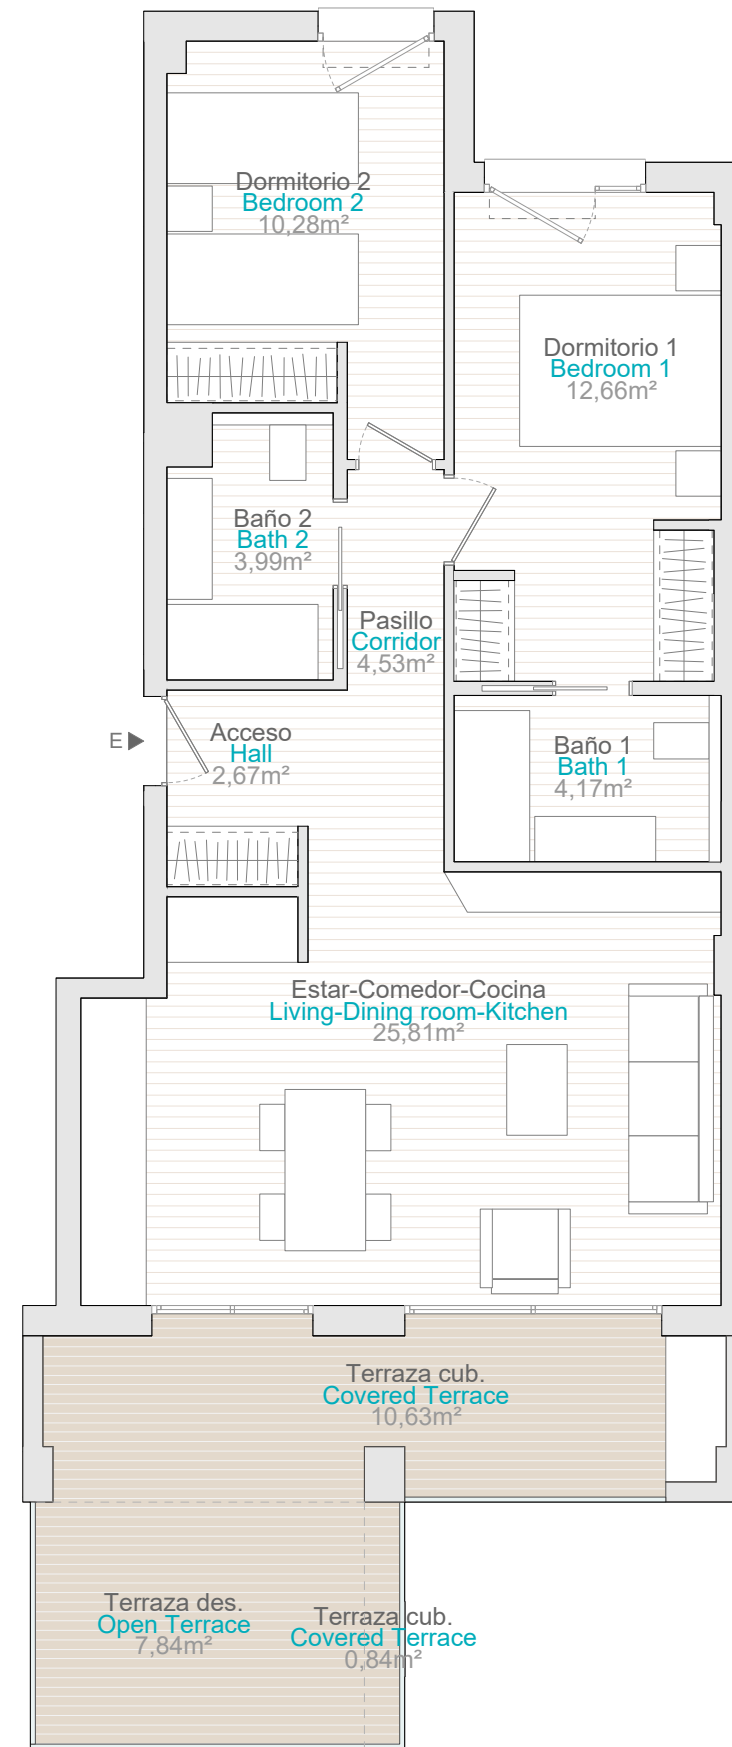 Dormitorio 2
Bedroom 2
10,28m²
Dormitorio 1
Bedroom 1
12,66m²
Baño 2
Bath 2
3,99m²
Pasillo
Corridor
4,53m²
E
Acceso
Hall
2,67m²
Baño 1
Bath 1
4,17m²
Estar-Comedor-Cocina
Living-Dining room-Kitchen
25,81m²
Terraza cub.
Covered Terrace
10,63m²
Terraza des.
Open Terrace
7,84m²
Terraza cub.
Covered Terrace
0,84m²